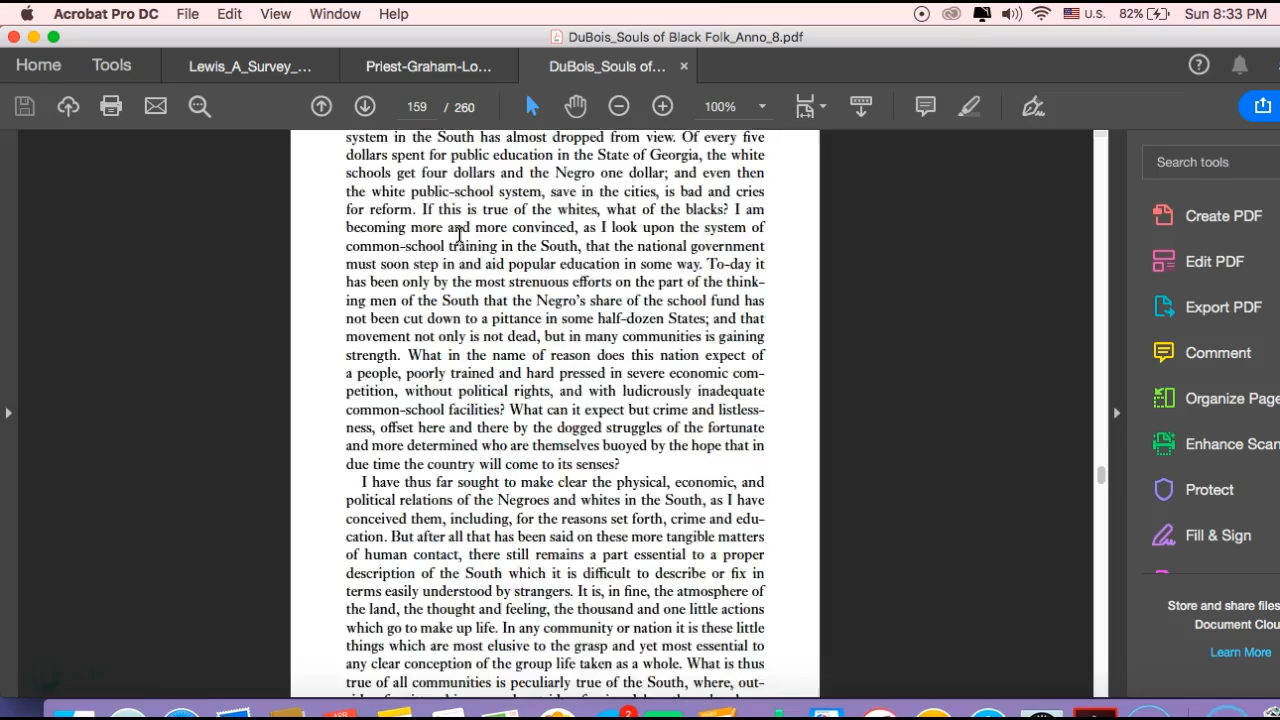 Acrobat Pro DC File Edit View Window Help U.S. 82% Sun 8:33 PM
DuBois_Souls of Black Folk_Anno_8.pdf
Home Tools Lewis_A_Survey_... Priest-Graham-Lo... DuBois_Souls of... ×
159 / 260 100%
system in the South has almost dropped from view. Of every five
dollars spent for public education in the State of Georgia, the white
schools get four dollars and the Negro one dollar; and even then
the white public-school system, save in the cities, is bad and cries
for reform. If this is true of the whites, what of the blacks? I am
becoming more and more convinced, as I look upon the system of
common-school training in the South, that the national government
must soon step in and aid popular education in some way. To-day it
has been only by the most strenuous efforts on the part of the think-
ing men of the South that the Negro's share of the school fund has
not been cut down to a pittance in some half-dozen States; and that
movement not only is not dead, but in many communities is gaining
strength. What in the name of reason does this nation expect of
a people, poorly trained and hard pressed in severe economic com-
petition, without political rights, and with ludicrously inadequate
common-school facilities? What can it expect but crime and listless-
ness, offset here and there by the dogged struggles of the fortunate
and more determined who are themselves buoyed by the hope that in
due time the country will come to its senses?
I have thus far sought to make clear the physical, economic, and
political relations of the Negroes and whites in the South, as I have
conceived them, including, for the reasons set forth, crime and edu-
cation. But after all that has been said on these more tangible matters
of human contact, there still remains a part essential to a proper
description of the South which it is difficult to describe or fix in
terms easily understood by strangers. It is, in fine, the atmosphere of
the land, the thought and feeling, the thousand and one little actions
which go to make up life. In any community or nation it is these little
things which are most elusive to the grasp and yet most essential to
any clear conception of the group life taken as a whole. What is thus
true of all communities is peculiarly true of the South, where, out-
Search tools
Create PDF
Edit PDF
Export PDF
Comment
Organize Page
Enhance Scan
Protect
Fill & Sign
Store and share files
Document Clou
Learn More
2